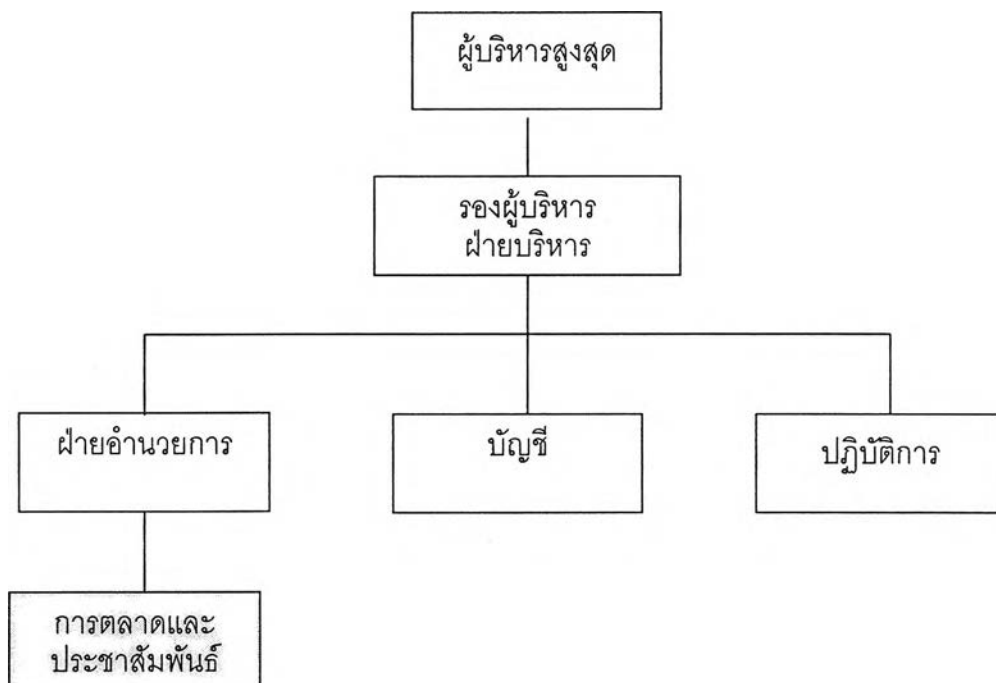 ผู้บริหารสูงสุด
รองผู้บริหาร
ฝ่ายบริหาร
ฝ่ายอำนวยการ
บัญชี
ปฏิบัติการ
การตลาดและ
ประชาสัมพันธ์